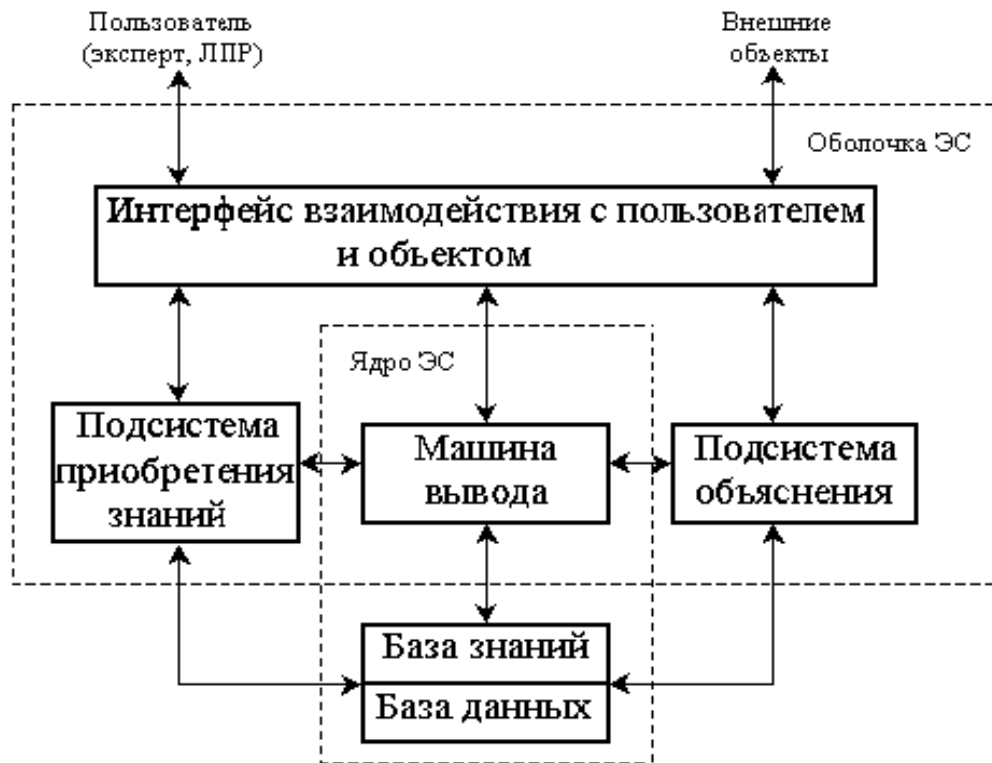 Пользователь
(эксперт, ЛПР)
Внешние
объекты
Оболочка ЭС
Интерфейс взаимодействия с пользователем
и объектом
Ядро ЭС
Подсистема
приобретения
знаний
Машина
вывода
Подсистема
объяснения
База знаний
База данных